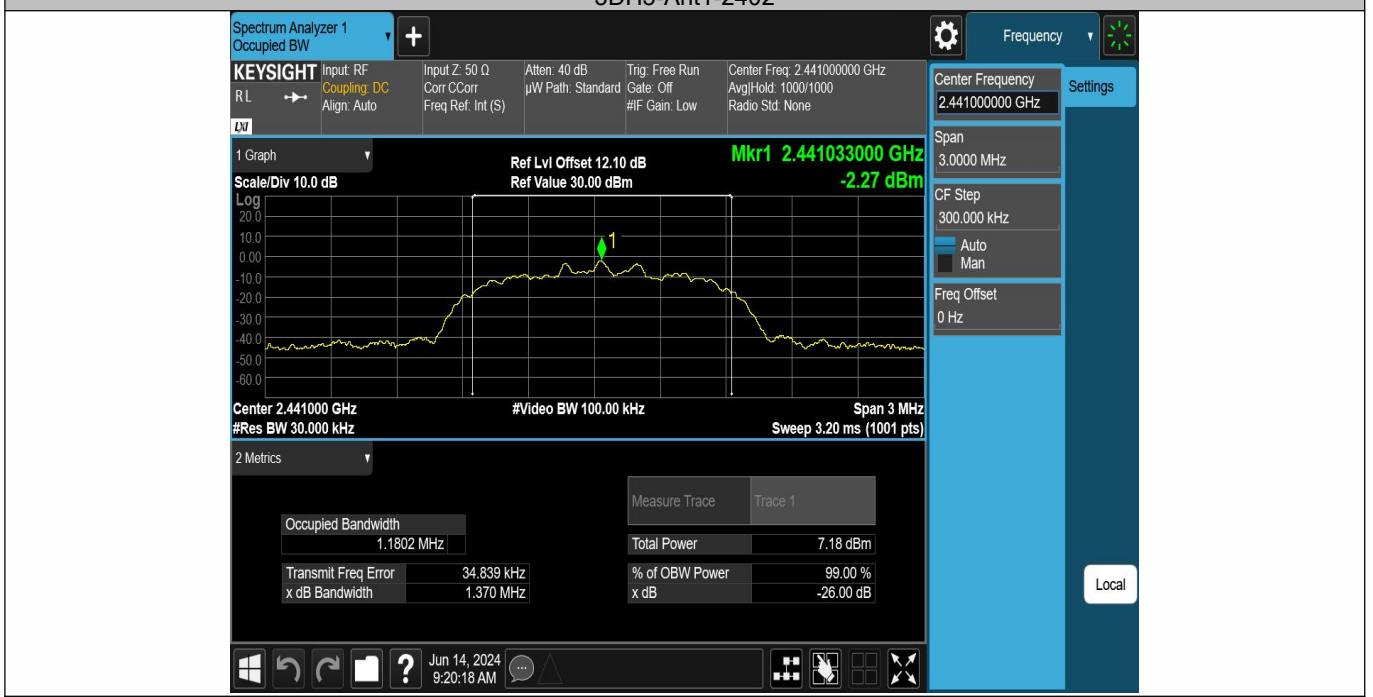 3DH5-Ant1-2402
Spectrum Analyzer 1
Occupied BW
Frequency
KEYSIGHT
RL
LXI
Input: RF
Coupling: DC
Align: Auto
Input Z: 50 Ω
Corr CCorr
Freq Ref: Int (S)
Atten: 40 dB
µW Path: Standard
Trig: Free Run
Gate: Off
#IF Gain: Low
Center Freq: 2.441000000 GHz
Avg|Hold: 1000/1000
Radio Std: None
Center Frequency
2.441000000 GHz
Settings
Span
3.0000 MHz
CF Step
300.000 kHz
Auto
Man
Freq Offset
0 Hz
Local
1 Graph
Scale/Div 10.0 dB
Ref Lvl Offset 12.10 dB
Ref Value 30.00 dBm
Mkr1 2.441033000 GHz
-2.27 dBm
Log
20.0
10.0
0.00
-10.0
-20.0
-30.0
-40.0
-50.0
-60.0
1
Center 2.441000 GHz
#Video BW 100.00 kHz
Span 3 MHz
#Res BW 30.000 kHz
Sweep 3.20 ms (1001 pts)
2 Metrics
Measure Trace Trace 1
Occupied Bandwidth
1.1802 MHz
Total Power 7.18 dBm
Transmit Freq Error 34.839 kHz
% of OBW Power 99.00 %
x dB Bandwidth 1.370 MHz
x dB -26.00 dB
?
Jun 14, 2024
9:20:18 AM